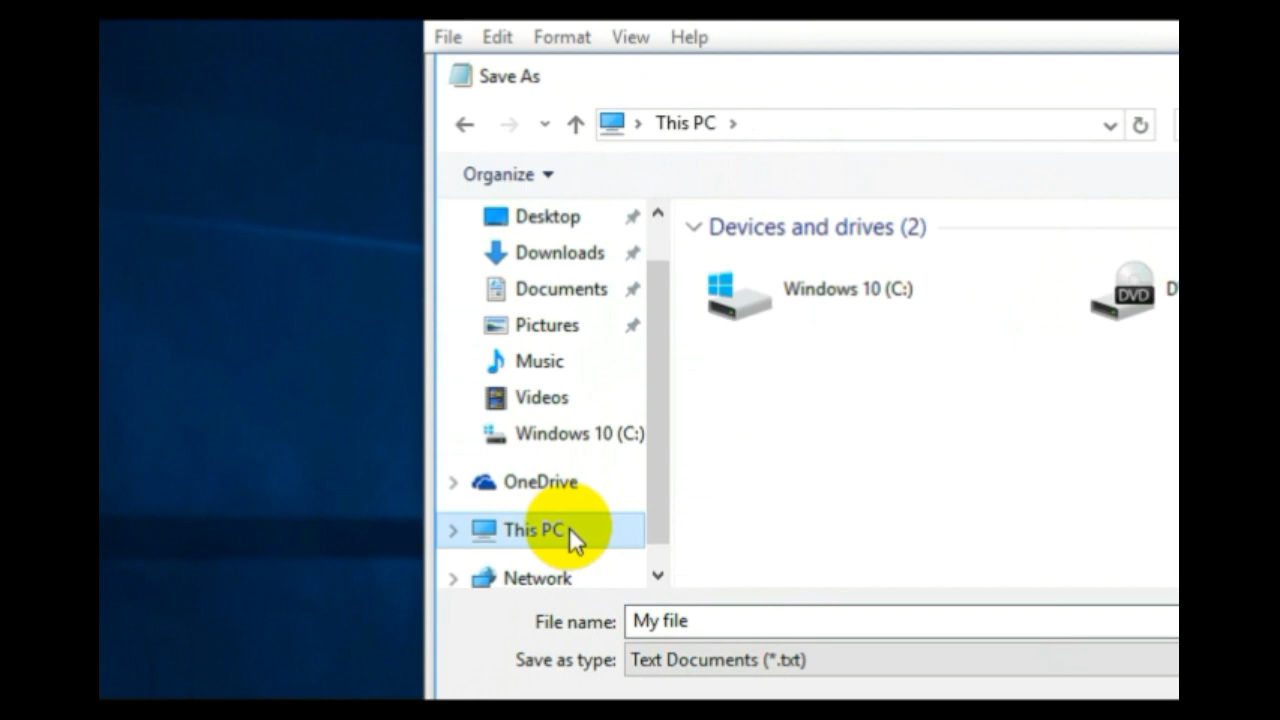 File Edit Format View Help
Save As
This PC
Organize
Desktop
Downloads
Documents
Pictures
Music
Videos
Windows 10 (C:)
OneDrive
This PC
Network
Devices and drives (2)
Windows 10 (C:)
DVD
File name: My file
Save as type: Text Documents (*.txt)